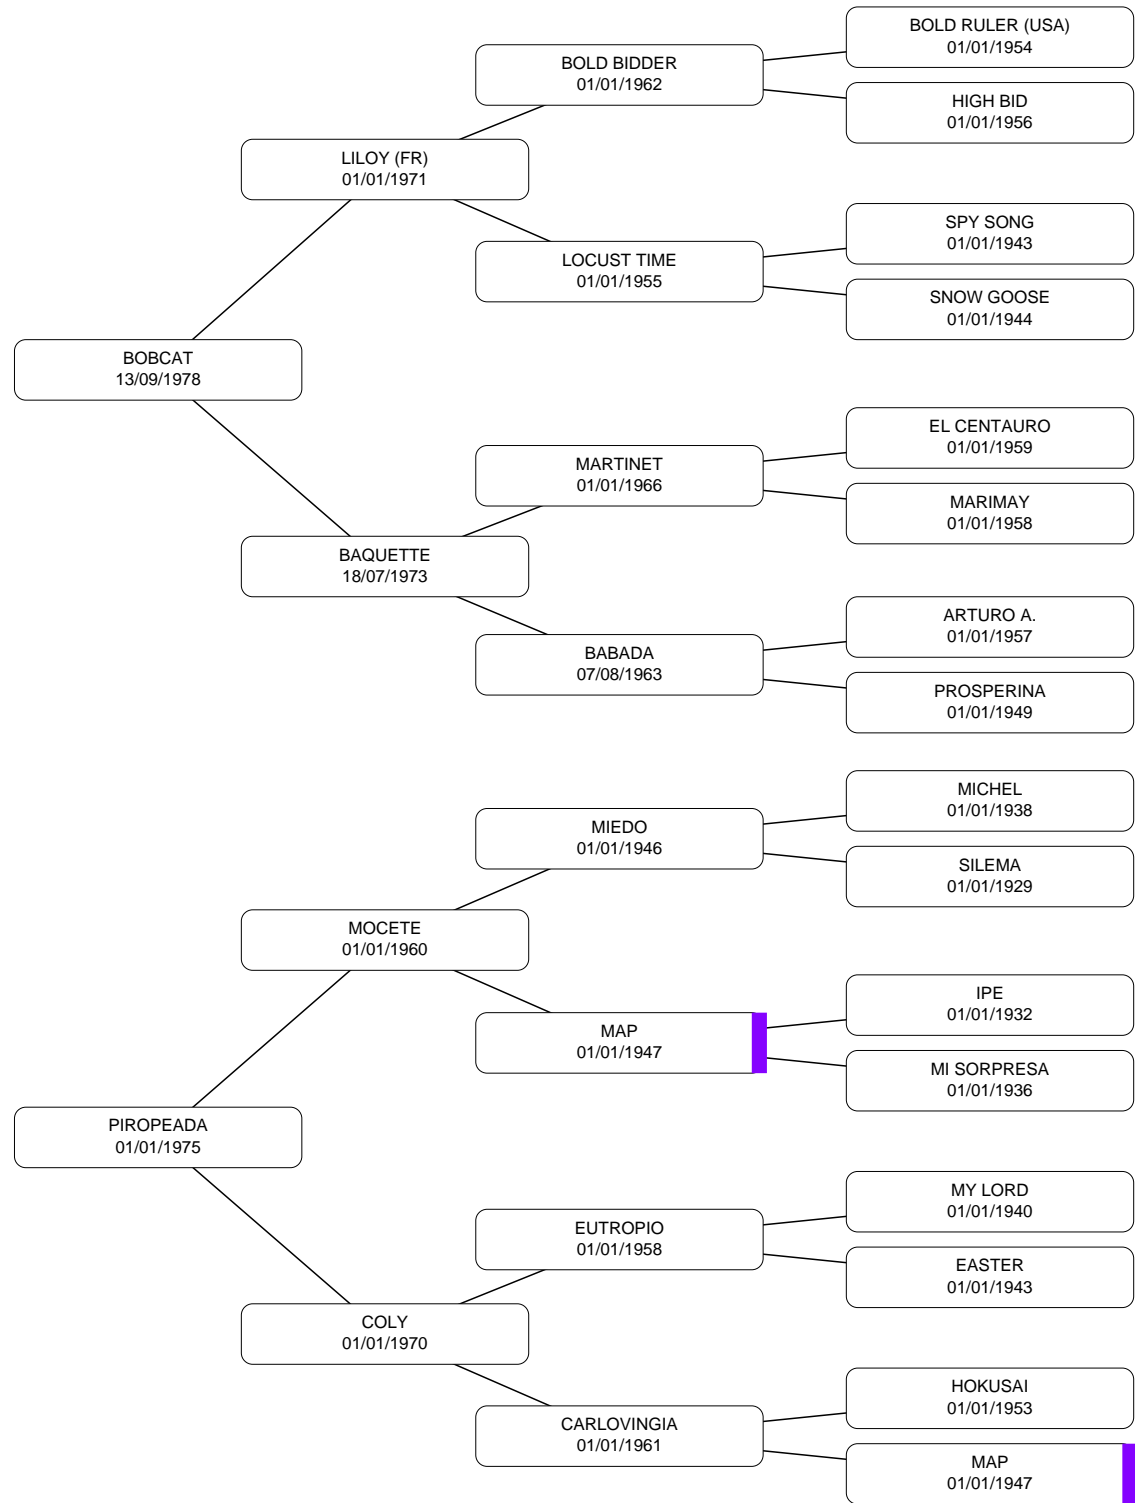 BOLD RULER (USA)
01/01/1954
BOLD BIDDER
01/01/1962
HIGH BID
01/01/1956
LILOY (FR)
01/01/1971
SPY SONG
01/01/1943
LOCUST TIME
01/01/1955
SNOW GOOSE
01/01/1944
BOBCAT
13/09/1978
EL CENTAURO
01/01/1959
MARTINET
01/01/1966
MARIMAY
01/01/1958
BAQUETTE
18/07/1973
ARTURO A.
01/01/1957
BABADA
07/08/1963
PROSPERINA
01/01/1949
MICHEL
01/01/1938
MIEDO
01/01/1946
SILEMA
01/01/1929
MOCETE
01/01/1960
IPE
01/01/1932
MAP
01/01/1947
MI SORPRESA
01/01/1936
PIROPEADA
01/01/1975
MY LORD
01/01/1940
EUTROPIO
01/01/1958
EASTER
01/01/1943
COLY
01/01/1970
HOKUSAI
01/01/1953
CARLOVINGIA
01/01/1961
MAP
01/01/1947